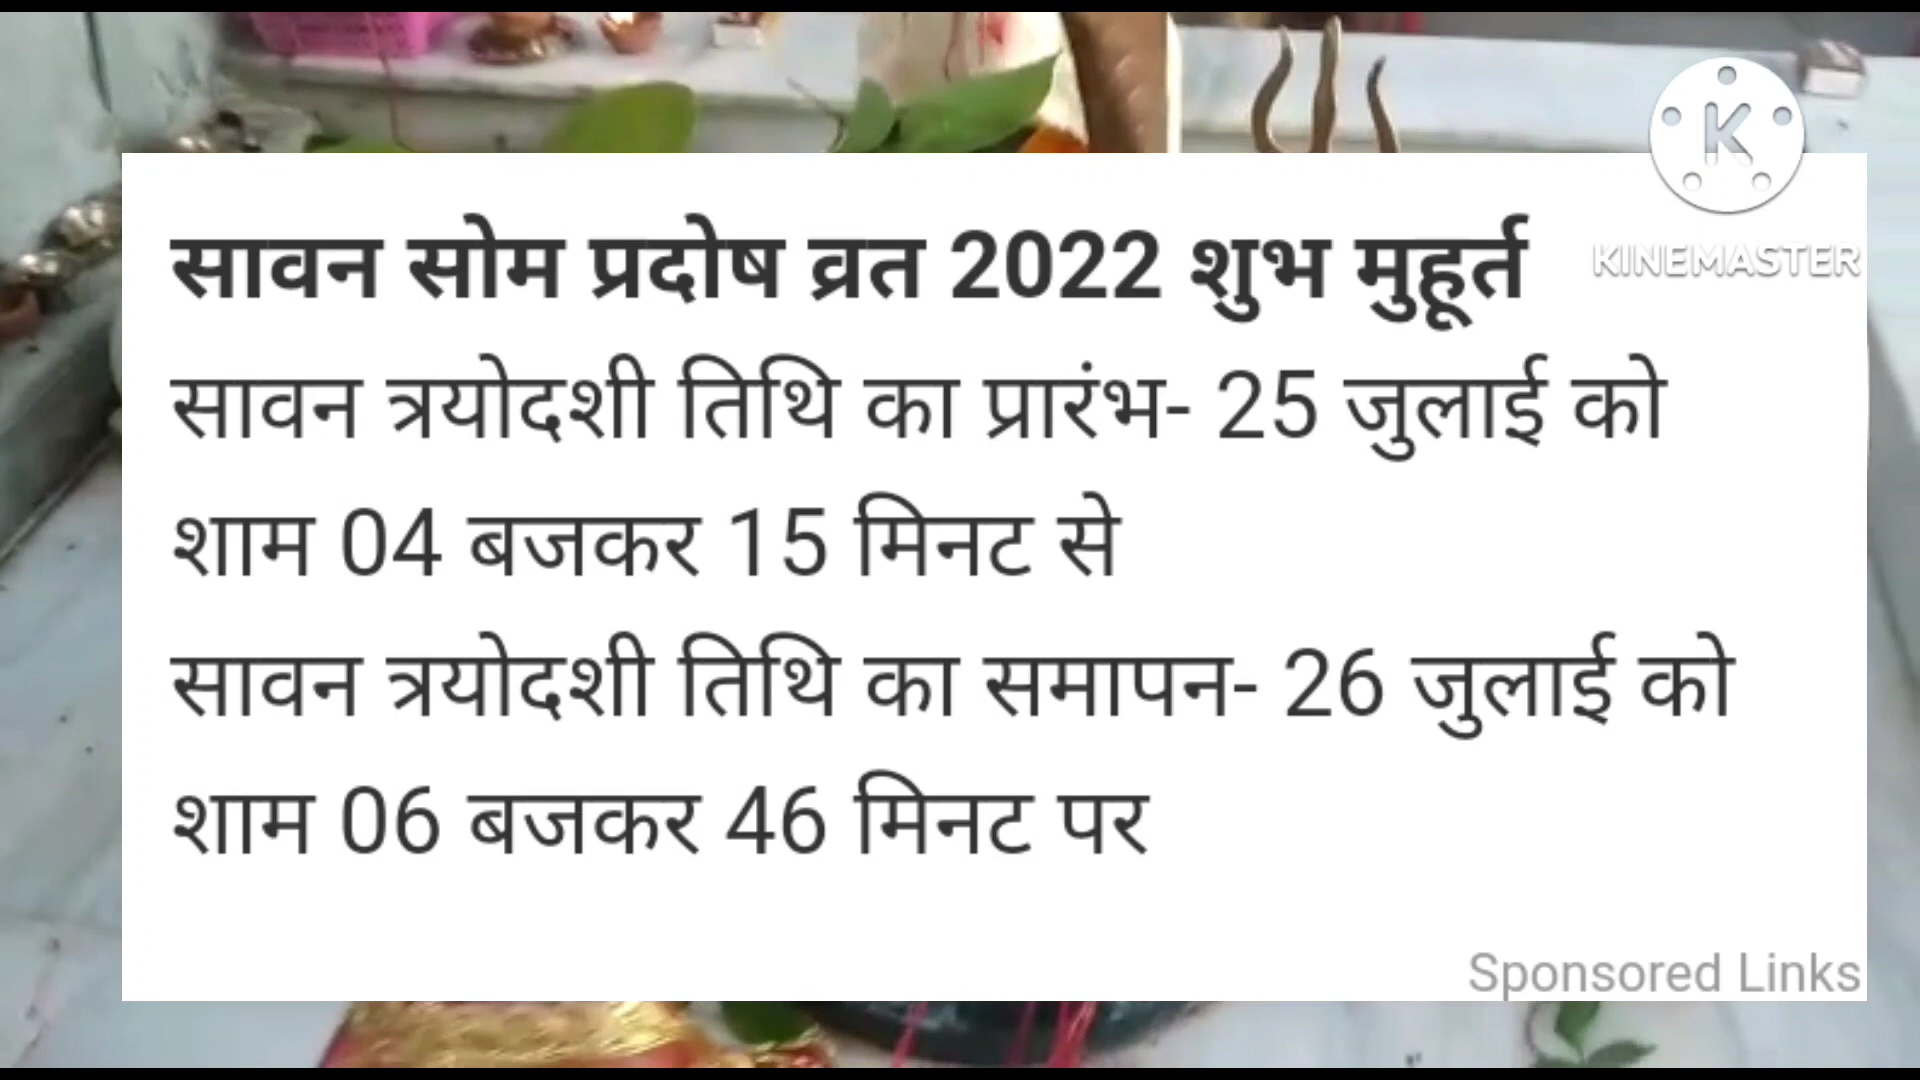 K
KINEMASTER
सावन सोम प्रदोष व्रत 2022 शुभ मुहूर्त
सावन त्रयोदशी तिथि का प्रारंभ- 25 जुलाई को
शाम 04 बजकर 15 मिनट से
सावन त्रयोदशी तिथि का समापन- 26 जुलाई को
शाम 06 बजकर 46 मिनट पर
Sponsored Links